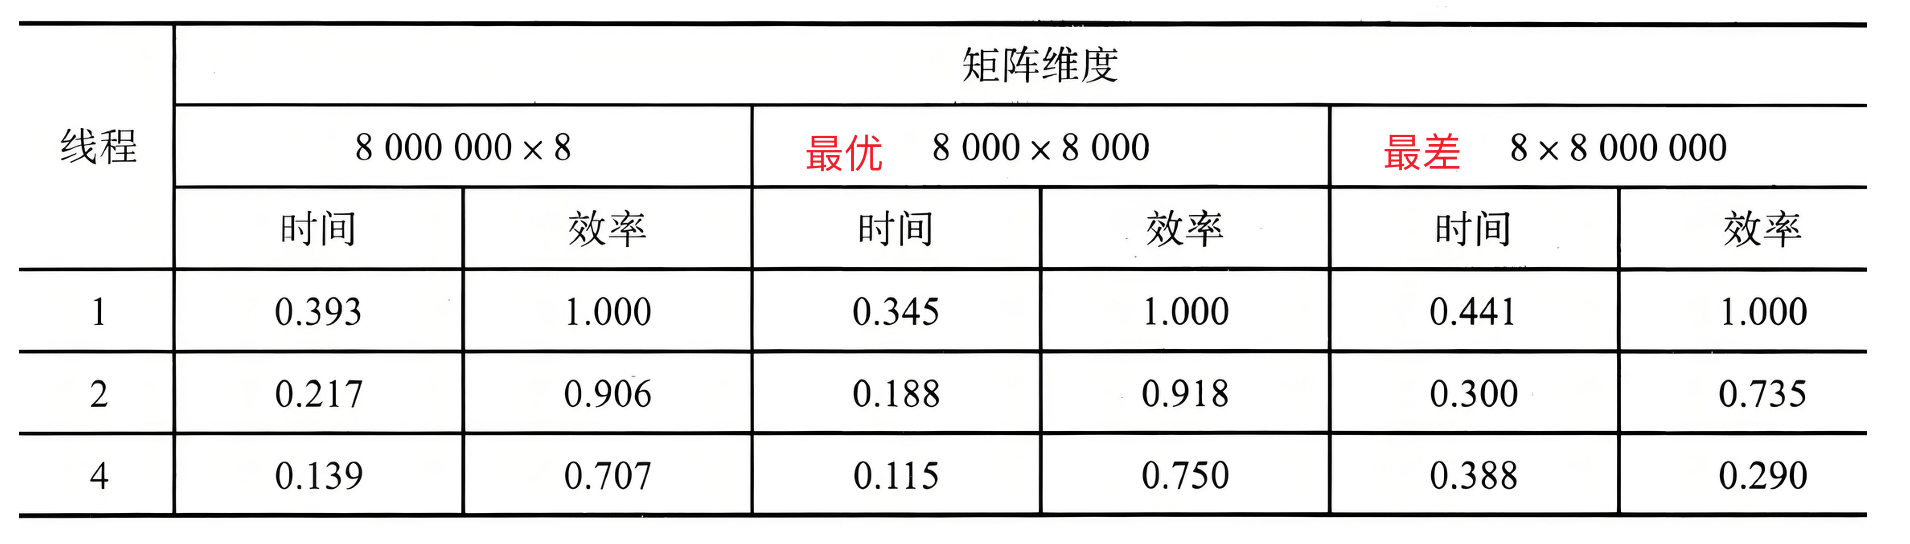 矩阵维度
线程
8 000 000 × 8 最优 8 000 × 8 000 最差 8 × 8 000 000
时间 效率 时间 效率 时间 效率
1 0.393 1.000 0.345 1.000 0.441 1.000
2 0.217 0.906 0.188 0.918 0.300 0.735
4 0.139 0.707 0.115 0.750 0.388 0.290